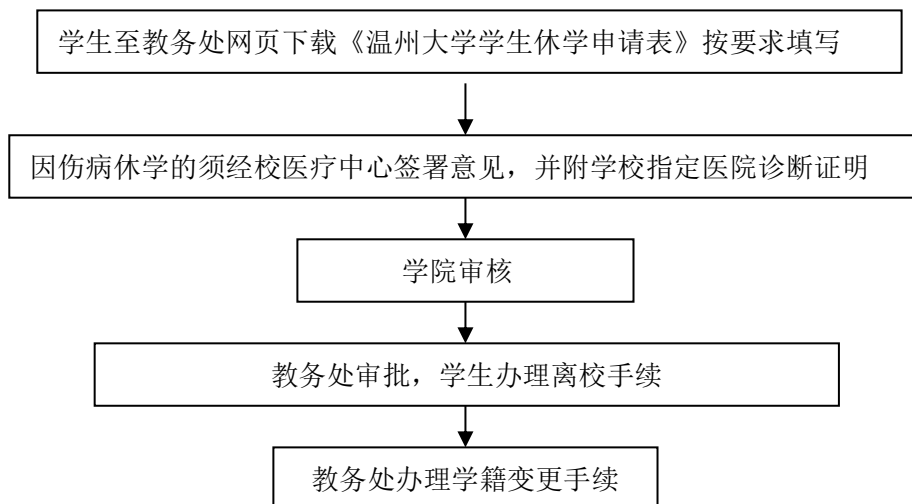 学生至教务处网页下载《温州大学学生休学申请表》按要求填写
因伤病休学的须经校医疗中心签署意见，并附学校指定医院诊断证明
学院审核
教务处审批，学生办理离校手续
教务处办理学籍变更手续